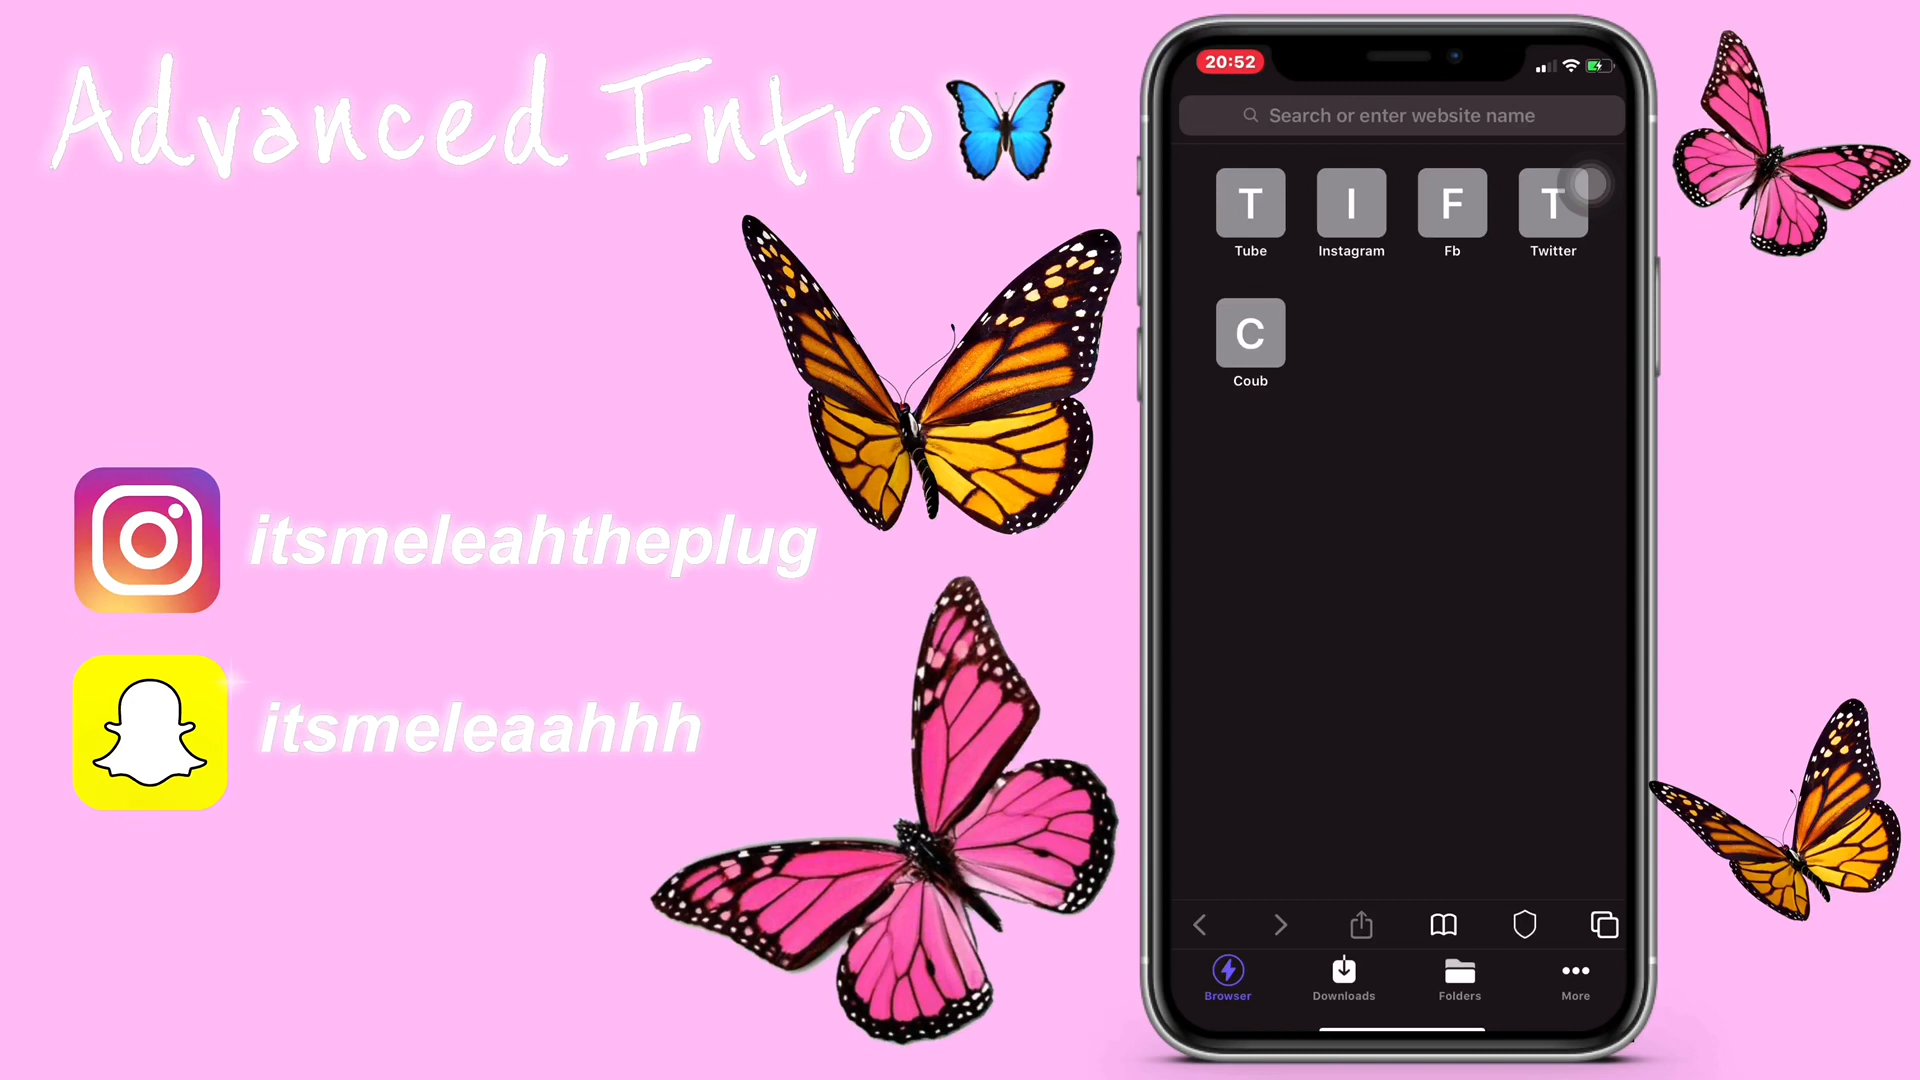 Advanced Intro
itsmeleahtheplug
itsmeleaahhh
20:52
Search or enter website name
T I F T
Tube Instagram Fb Twitter
C
Coub
Browser Downloads Folders More